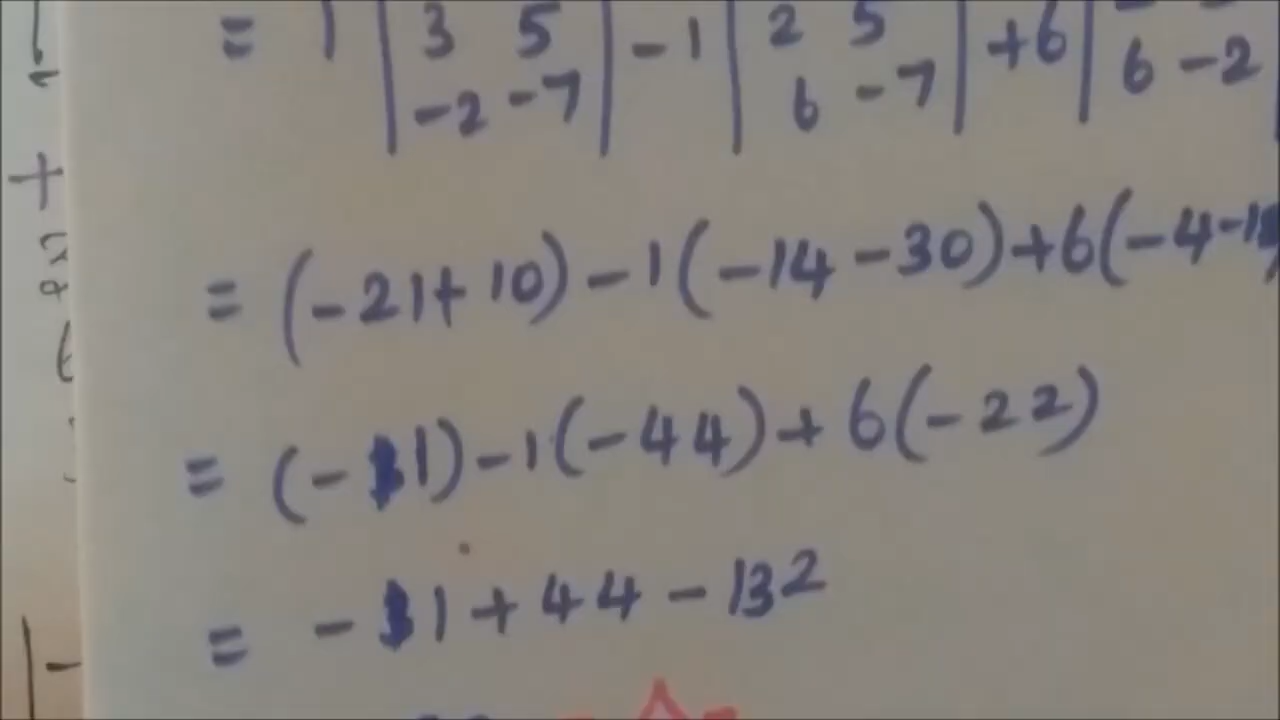 = 1 | 3 5 | - 1 | 2 5 | + 6 |
-2 -7 6 -7 6 -2
= (-21+10) - 1(-14-30) + 6(-4-18)
= (-11) - 1(-44) + 6(-22)
= -11 + 44 - 132